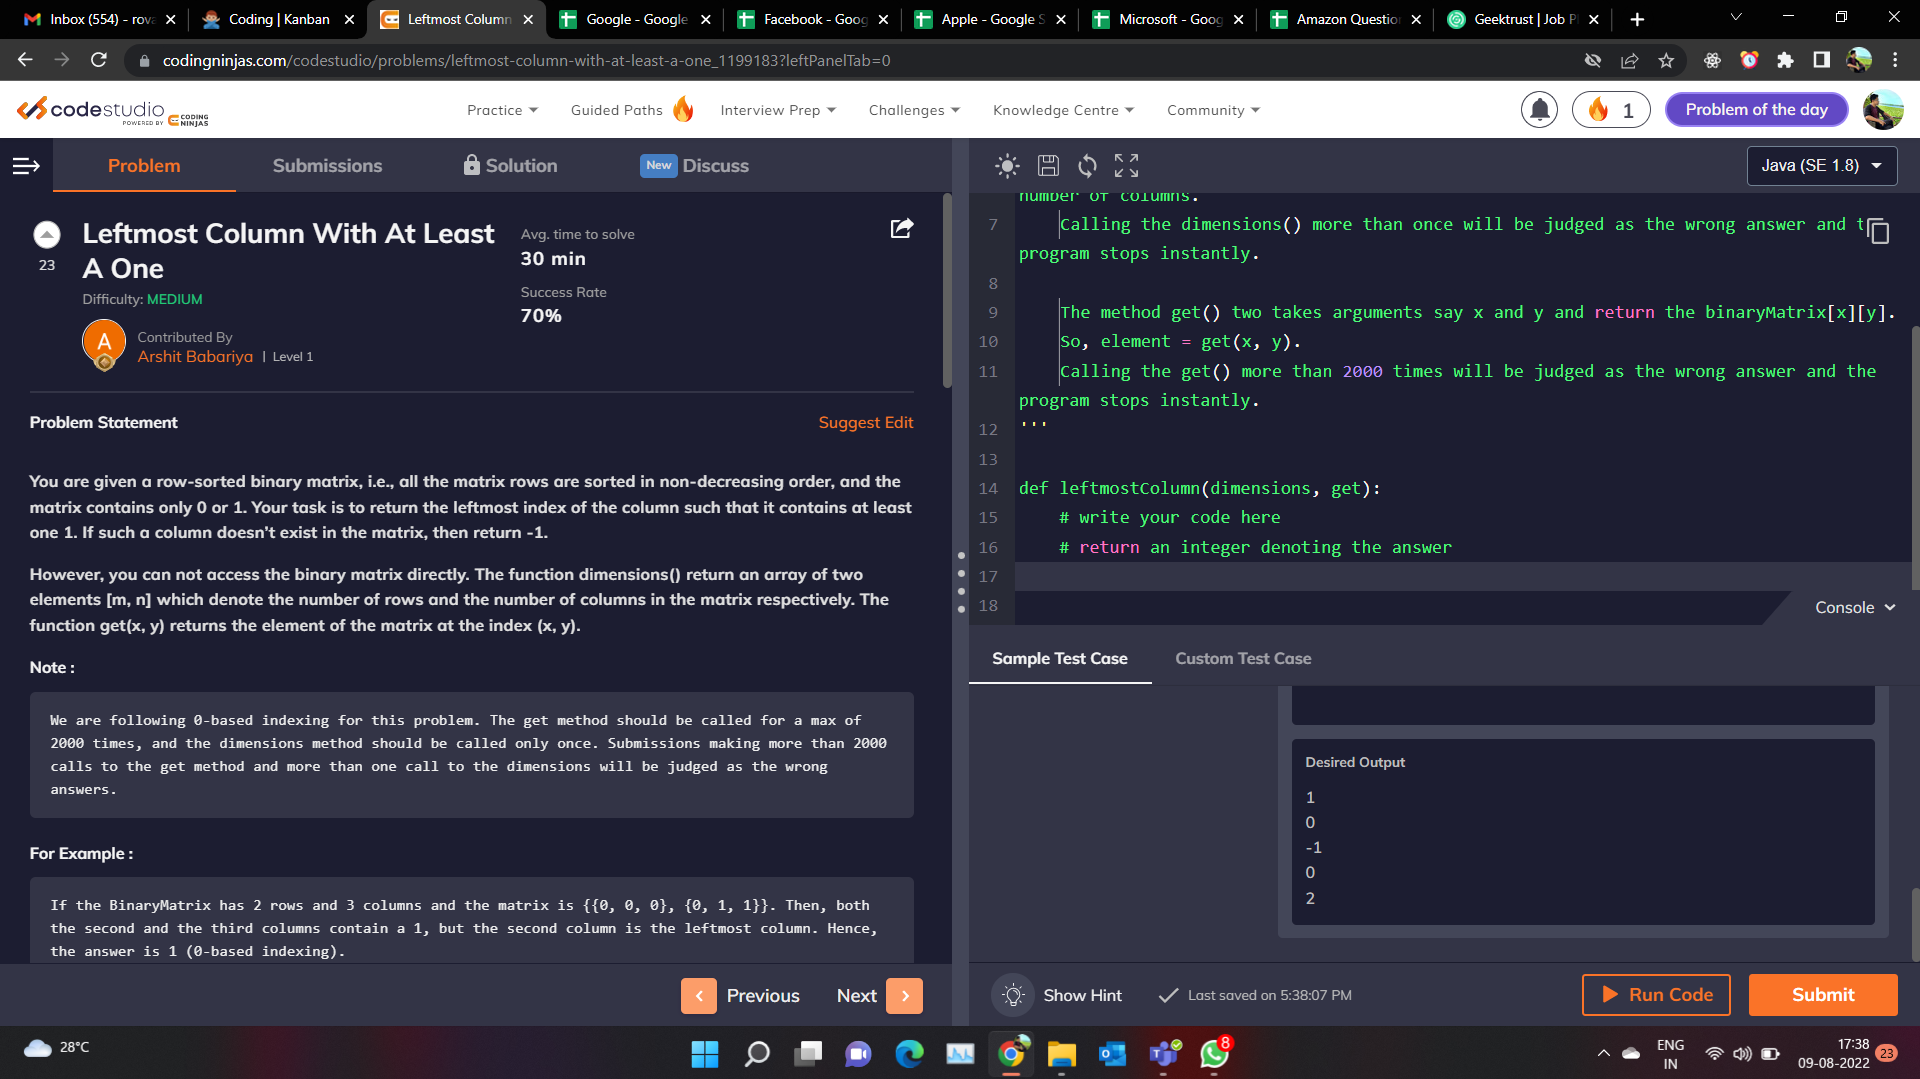 Inbox (554) - rova
Coding | Kanban
Leftmost Column
Google - Google
Facebook - Goog
Apple - Google S
Microsoft - Goog
Amazon Question
Geektrust | Job P
codingninjas.com/codestudio/problems/leftmost-column-with-at-least-a-one_1199183?leftPanelTab=0
codestudio
POWERED BY CODING NINJAS
Practice
Guided Paths
Interview Prep
Challenges
Knowledge Centre
Community
1
Problem of the day
Problem
Submissions
Solution
New Discuss
Java (SE 1.8)
23
Leftmost Column With At Least
A One
Difficulty: MEDIUM
A
Contributed By
Arshit Babariya | Level 1
Avg. time to solve
30 min
Success Rate
70%
Problem Statement
Suggest Edit
You are given a row-sorted binary matrix, i.e., all the matrix rows are sorted in non-decreasing order, and the
matrix contains only 0 or 1. Your task is to return the leftmost index of the column such that it contains at least
one 1. If such a column doesn't exist in the matrix, then return -1.
However, you can not access the binary matrix directly. The function dimensions() return an array of two
elements [m, n] which denote the number of rows and the number of columns in the matrix respectively. The
function get(x, y) returns the element of the matrix at the index (x, y).
Note :
We are following 0-based indexing for this problem. The get method should be called for a max of
2000 times, and the dimensions method should be called only once. Submissions making more than 2000
calls to the get method and more than one call to the dimensions will be judged as the wrong
answers.
For Example :
If the BinaryMatrix has 2 rows and 3 columns and the matrix is {{0, 0, 0}, {0, 1, 1}}. Then, both
the second and the third columns contain a 1, but the second column is the leftmost column. Hence,
the answer is 1 (0-based indexing).
Previous
Next
number of columns.
7 Calling the dimensions() more than once will be judged as the wrong answer and t
program stops instantly.
8
9 The method get() two takes arguments say x and y and return the binaryMatrix[x][y].
10 So, element = get(x, y).
11 Calling the get() more than 2000 times will be judged as the wrong answer and the
program stops instantly.
12 '''
13
14 def leftmostColumn(dimensions, get):
15 # write your code here
16 # return an integer denoting the answer
17
18
Console
Sample Test Case
Custom Test Case
Desired Output
1
0
-1
0
2
Show Hint
Last saved on 5:38:07 PM
Run Code
Submit
28°C
8
ENG
IN
17:38
09-08-2022
23